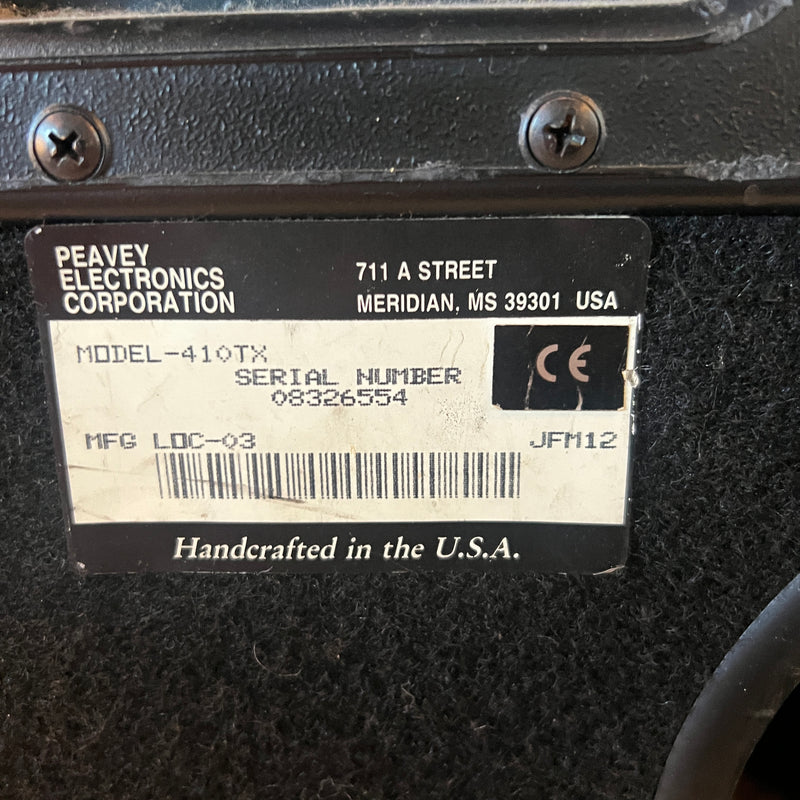 PEAVEY
ELECTRONICS
CORPORATION
711 A STREET
MERIDIAN, MS 39301 USA
MODEL-410TX
CE
SERIAL NUMBER
08326554
MFG LOC-03
JFM12
Handcrafted in the U.S.A.